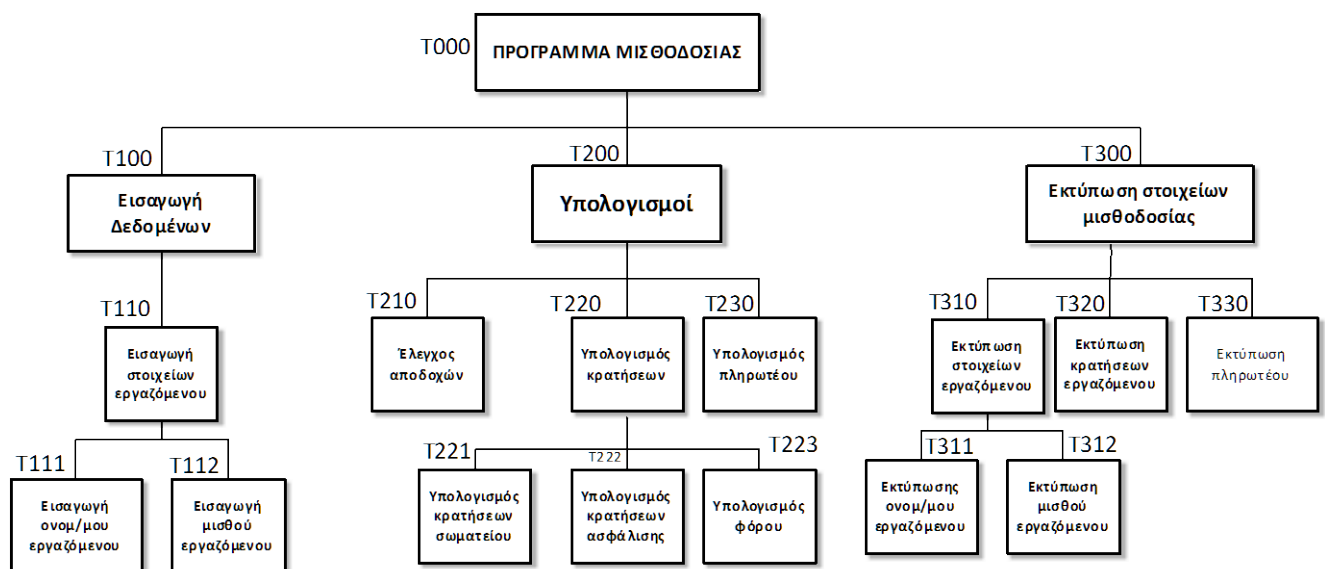 T000
ΠΡΟΓΡΑΜΜΑ ΜΙΣΘΟΔΟΣΙΑΣ
T100
Εισαγωγή
Δεδομένων
T200
Υπολογισμοί
T300
Εκτύπωση στοιχείων
μισθοδοσίας
T110
Εισαγωγή
στοιχείων
εργαζόμενου
T210
Έλεγχος
αποδοχών
T220
Υπολογισμός
κρατήσεων
T230
Υπολογισμός
πληρωτέου
T310
Εκτύπωση
στοιχείων
εργαζόμενου
T320
Εκτύπωση
κρατήσεων
εργαζόμενου
T330
Εκτύπωση
πληρωτέου
T111
Εισαγωγή
ονομ/μου
εργαζόμενου
T112
Εισαγωγή
μισθού
εργαζόμενου
T221
Υπολογισμός
κρατήσεων
σωματείου
T222
Υπολογισμός
κρατήσεων
ασφάλισης
T223
Υπολογισμός
φόρου
T311
Εκτύπωσης
ονομ/μου
εργαζόμενου
T312
Εκτύπωση
μισθού
εργαζόμενου